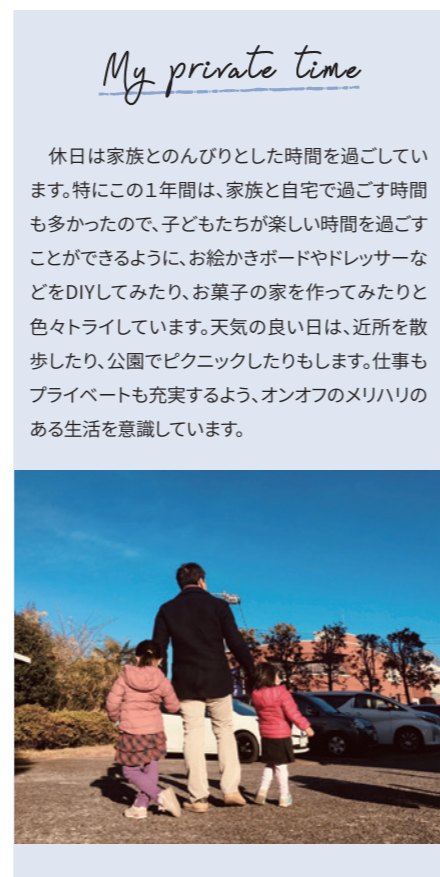 My private time
休日は家族とのんびりとした時間を過ごしてい
ます。特にこの１年間は、家族と自宅で過ごす時間
も多かったので、子どもたちが楽しい時間を過ごす
ことができるように、お絵かきボードやドレッサーな
どをDIYしてみたり、お菓子の家を作ってみたりと
色々トライしています。天気の良い日は、近所を散
歩したり、公園でピクニックしたりもします。仕事も
プライベートも充実するよう、オンオフのメリハリの
ある生活を意識しています。